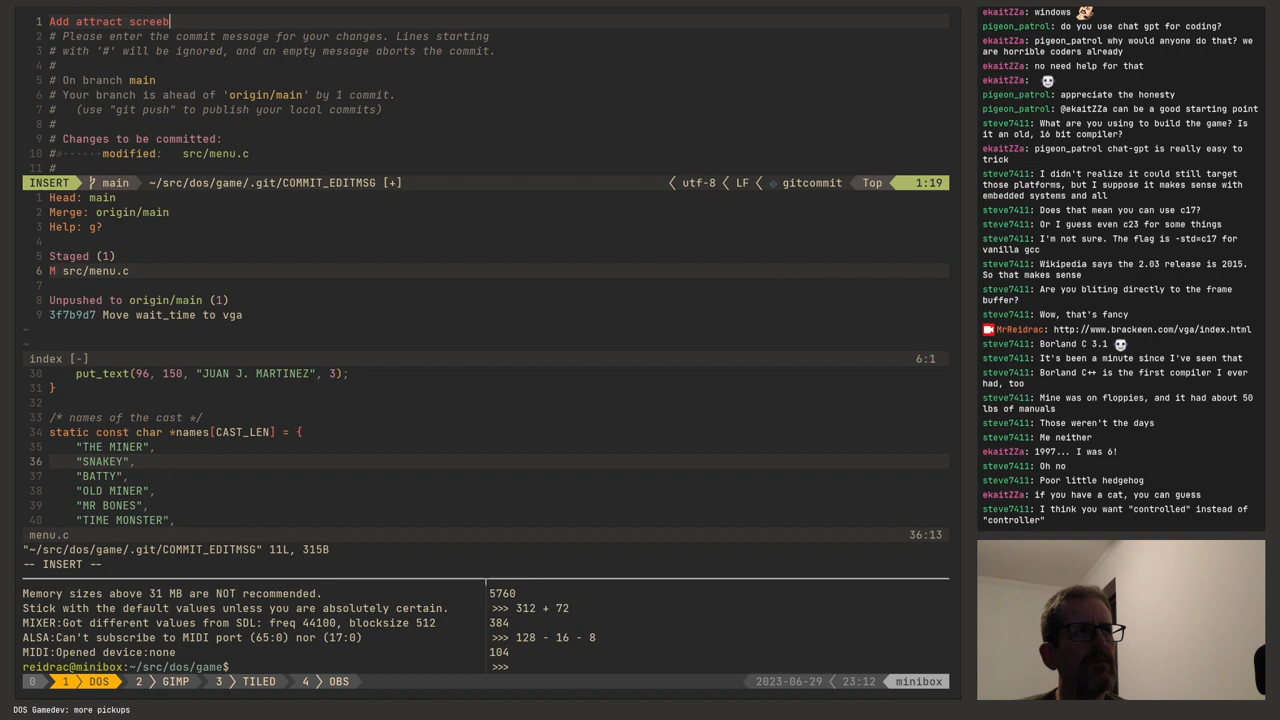 1 Add attract screeb
2 # Please enter the commit message for your changes. Lines starting
3 # with '#' will be ignored, and an empty message aborts the commit.
4 #
5 # On branch main
6 # Your branch is ahead of 'origin/main' by 1 commit.
7 #   (use "git push" to publish your local commits)
8 #
9 # Changes to be committed:
10 #»······modified:   src/menu.c
11 #
INSERT main ~/src/dos/game/.git/COMMIT_EDITMSG [+] utf-8 LF gitcommit Top 1:19
1 Head: main
2 Merge: origin/main
3 Help: g?
4
5 Staged (1)
6 M src/menu.c
7
8 Unpushed to origin/main (1)
9 3f7b9d7 Move wait_time to vga
~
~
index [-] 6:1
30     put_text(96, 150, "JUAN J. MARTINEZ", 3);
31 }
32
33 /* names of the cast */
34 static const char *names[CAST_LEN] = {
35     "THE MINER",
36     "SNAKEY",
37     "BATTY",
38     "OLD MINER",
39     "MR BONES",
40     "TIME MONSTER",
menu.c 36:13
"~/src/dos/game/.git/COMMIT_EDITMSG" 11L, 315B
-- INSERT --
Memory sizes above 31 MB are NOT recommended.
Stick with the default values unless you are absolutely certain.
MIXER:Got different values from SDL: freq 44100, blocksize 512
ALSA:Can't subscribe to MIDI port (65:0) nor (17:0)
MIDI:Opened device:none
reidrac@minibox:~/src/dos/game$
5760
>>> 312 + 72
384
>>> 128 - 16 - 8
104
>>>
0 1 DOS 2 GIMP 3 TILED 4 OBS 2023-06-29 23:12 minibox
DOS Gamedev: more pickups
ekaitZZa: windows
pigeon_patrol: do you use chat gpt for coding?
ekaitZZa: pigeon_patrol why would anyone do that? we
are horrible coders already
ekaitZZa: no need help for that
ekaitZZa:
pigeon_patrol: appreciate the honesty
pigeon_patrol: @ekaitZZa can be a good starting point
steve7411: What are you using to build the game? Is
it an old, 16 bit compiler?
ekaitZZa: pigeon_patrol chat-gpt is really easy to
trick
steve7411: I didn't realize it could still target
those platforms, but I suppose it makes sense with
embedded systems and all
steve7411: Does that mean you can use c17?
steve7411: Or I guess even c23 for some things
steve7411: I'm not sure. The flag is -std=c17 for
vanilla gcc
steve7411: Wikipedia says the 2.03 release is 2015.
So that makes sense
steve7411: Are you bliting directly to the frame
buffer?
steve7411: Wow, that's fancy
MrReidrac: http://www.brackeen.com/vga/index.html
steve7411: Borland C 3.1
steve7411: It's been a minute since I've seen that
steve7411: Borland C++ is the first compiler I ever
had, too
steve7411: Mine was on floppies, and it had about 50
lbs of manuals
steve7411: Those weren't the days
steve7411: Me neither
ekaitZZa: 1997... I was 6!
steve7411: Oh no
steve7411: Poor little hedgehog
ekaitZZa: if you have a cat, you can guess
steve7411: I think you want "controlled" instead of
"controller"